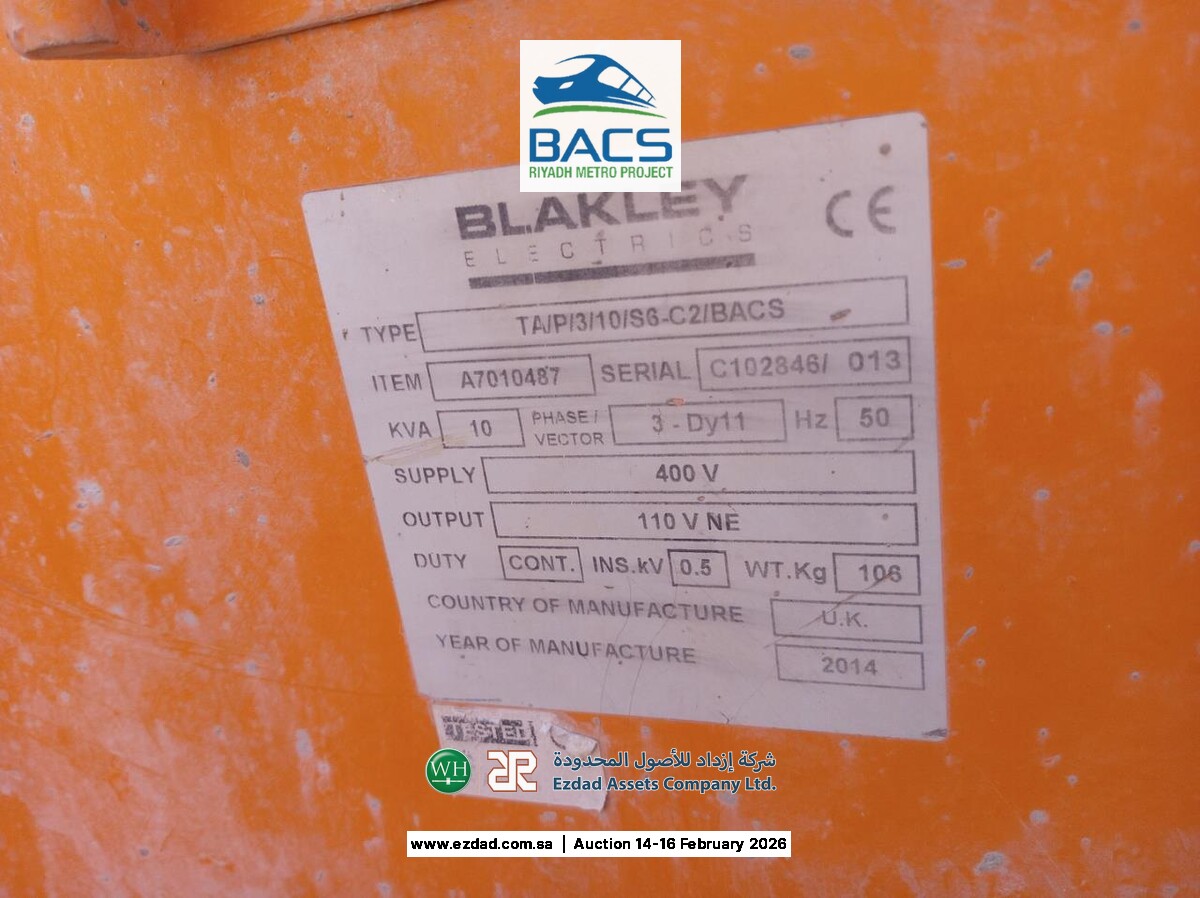 BACS
RIYADH METRO PROJECT
BLAKLEY
ELECTRICS
CE
TYPE TA/P/3/10/S6-C2/BACS
ITEM A7010487 SERIAL C102846/ 013
KVA 10 PHASE / VECTOR 3 - Dy11 Hz 50
SUPPLY 400 V
OUTPUT 110 V NE
DUTY CONT. INS.kV 0.5 WT.Kg 106
COUNTRY OF MANUFACTURE U.K.
YEAR OF MANUFACTURE 2014
TESTED
WH
شركة إزداد للأصول المحدودة
Ezdad Assets Company Ltd.
www.ezdad.com.sa | Auction 14-16 February 2026